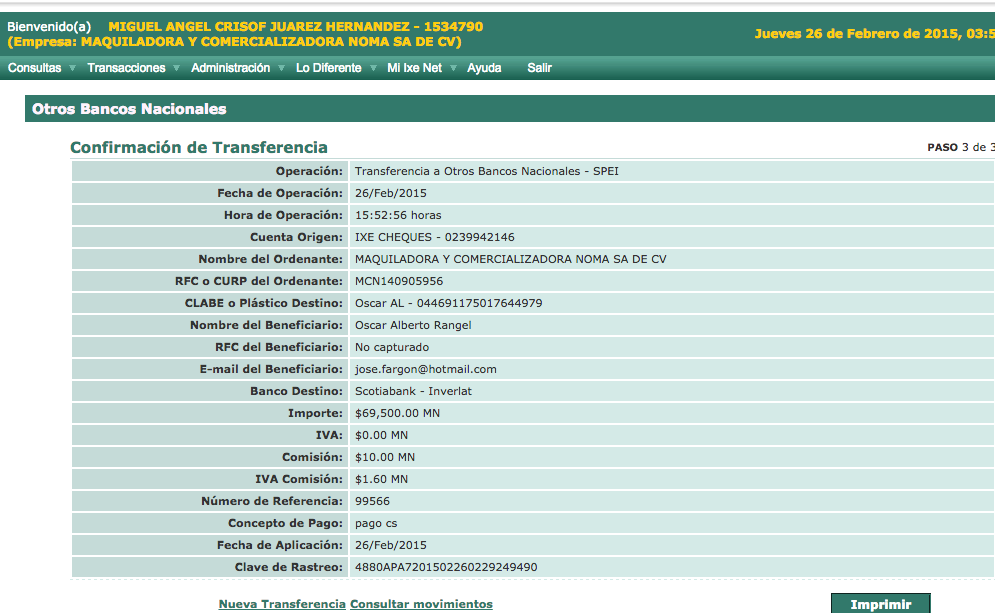 Bienvenido(a) MIGUEL ANGEL CRISOF JUAREZ HERNANDEZ - 1534790
(Empresa: MAQUILADORA Y COMERCIALIZADORA NOMA SA DE CV)
Jueves 26 de Febrero de 2015, 03:5
Consultas Transacciones Administración Lo Diferente Mi Ixe Net Ayuda Salir
Otros Bancos Nacionales
Confirmación de Transferencia PASO 3 de 3
Operación: Transferencia a Otros Bancos Nacionales - SPEI
Fecha de Operación: 26/Feb/2015
Hora de Operación: 15:52:56 horas
Cuenta Origen: IXE CHEQUES - 0239942146
Nombre del Ordenante: MAQUILADORA Y COMERCIALIZADORA NOMA SA DE CV
RFC o CURP del Ordenante: MCN140905956
CLABE o Plástico Destino: Oscar AL - 044691175017644979
Nombre del Beneficiario: Oscar Alberto Rangel
RFC del Beneficiario: No capturado
E-mail del Beneficiario: jose.fargon@hotmail.com
Banco Destino: Scotiabank - Inverlat
Importe: $69,500.00 MN
IVA: $0.00 MN
Comisión: $10.00 MN
IVA Comisión: $1.60 MN
Número de Referencia: 99566
Concepto de Pago: pago cs
Fecha de Aplicación: 26/Feb/2015
Clave de Rastreo: 4880APA7201502260229249490
Nueva Transferencia Consultar movimientos Imprimir